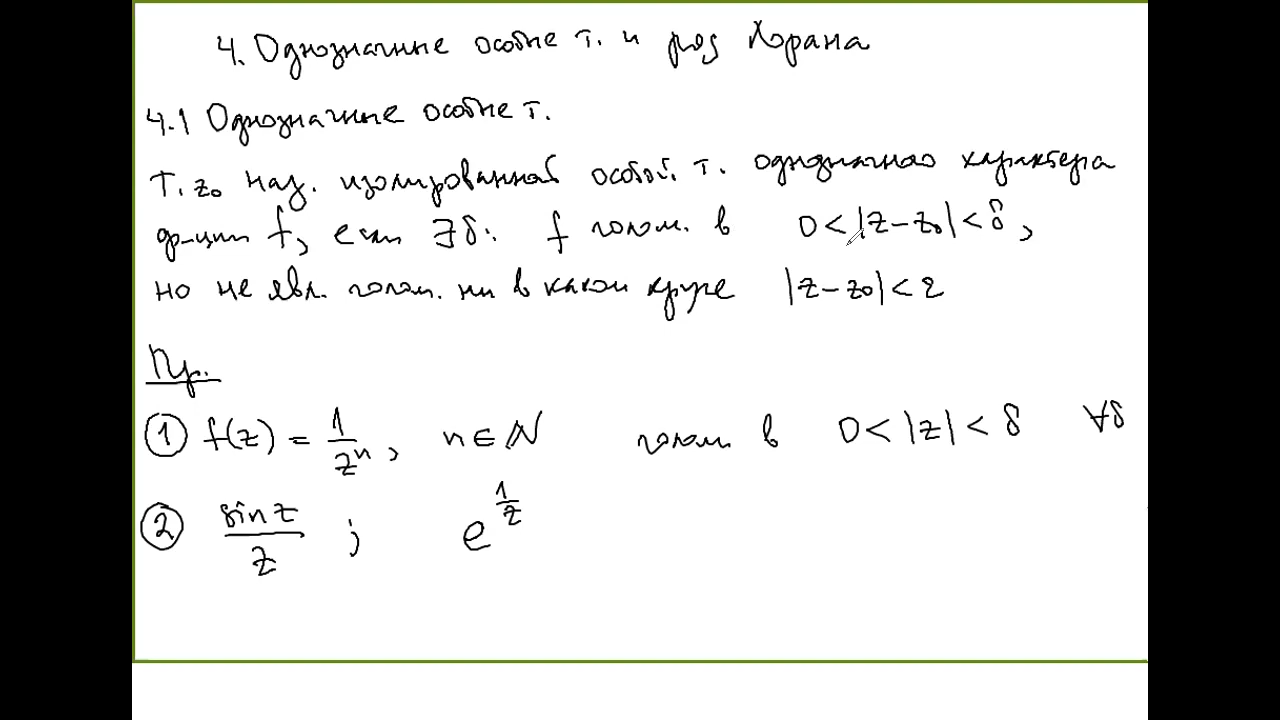 4. Однозначные особые т. и ряд Лорана
4.1 Однозначные особые т.
Т. z₀ наз. изолированной особой т. однозначного характера
ф-ции f, если ∃δ: f голом. в 0 < |z − z₀| < δ,
но не явл. голом. ни в каком круге |z − z₀| < r
Пр.
① f(z) = 1/zⁿ, n ∈ ℕ голом. в 0 < |z| < δ ∀δ
② sin z / z ; e^(1/z)